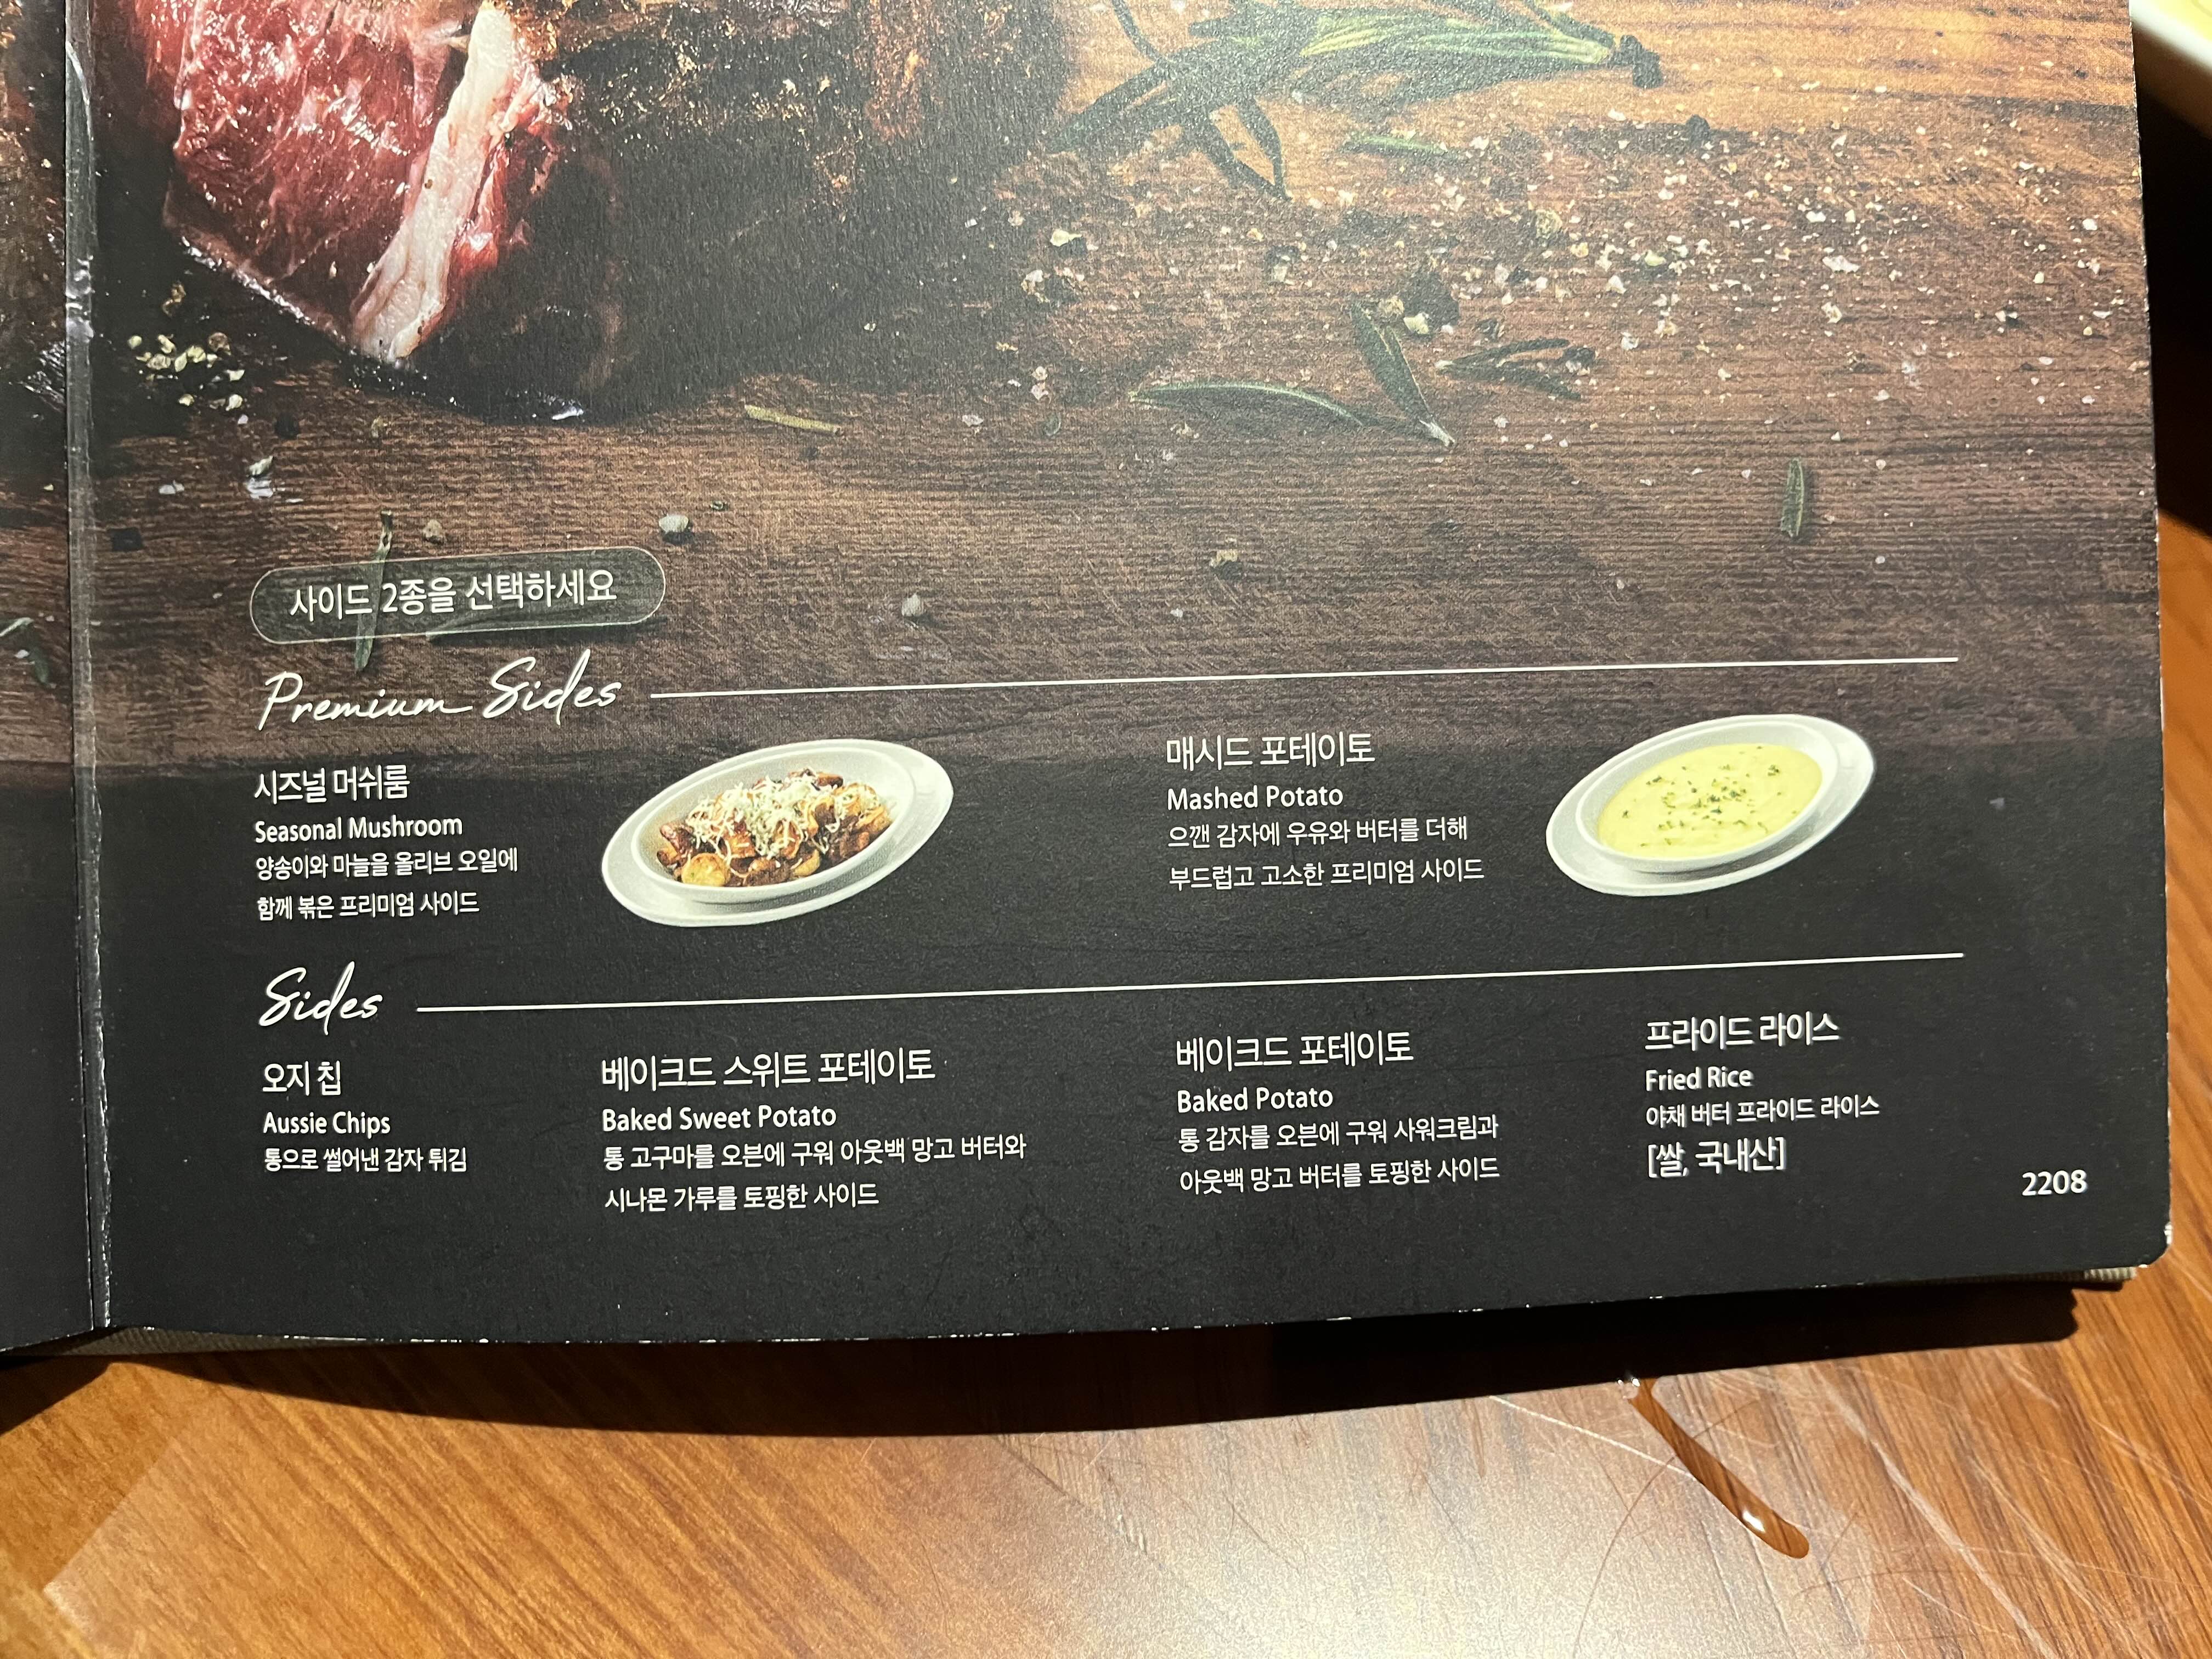 사이드 2종을 선택하세요
Premium Sides
시즈널 머쉬룸
Seasonal Mushroom
양송이와 마늘을 올리브 오일에
함께 볶은 프리미엄 사이드
매시드 포테이토
Mashed Potato
으깬 감자에 우유와 버터를 더해
부드럽고 고소한 프리미엄 사이드
Sides
오지 칩
Aussie Chips
통으로 썰어낸 감자 튀김
베이크드 스위트 포테이토
Baked Sweet Potato
통 고구마를 오븐에 구워 아웃백 망고 버터와
시나몬 가루를 토핑한 사이드
베이크드 포테이토
Baked Potato
통 감자를 오븐에 구워 사워크림과
아웃백 망고 버터를 토핑한 사이드
프라이드 라이스
Fried Rice
야채 버터 프라이드 라이스
[쌀, 국내산]
2208